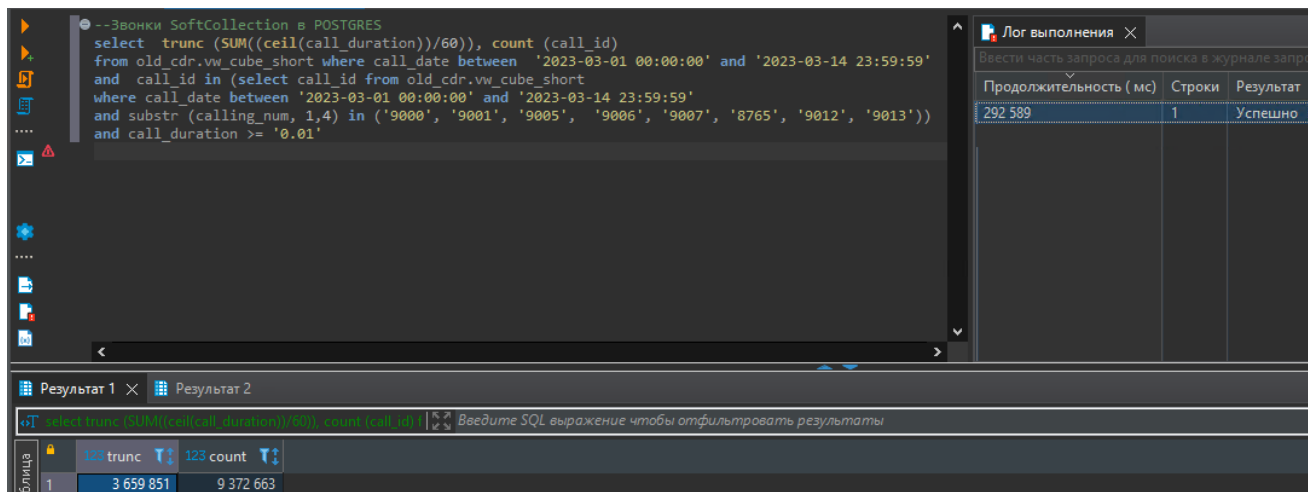 --Звонки SoftCollection в POSTGRES
select  trunc (SUM((ceil(call_duration))/60)), count (call_id)
from old_cdr.vw_cube_short where call_date between  '2023-03-01 00:00:00' and '2023-03-14 23:59:59'
and  call_id in (select call_id from old_cdr.vw_cube_short
where call_date between '2023-03-01 00:00:00' and '2023-03-14 23:59:59'
and substr (calling_num, 1,4) in ('9000', '9001', '9005',  '9006', '9007', '8765', '9012', '9013'))
and call_duration >= '0.01'
Лог выполнения
Ввести часть запроса для поиска в журнале запро
Продолжительность ( мс) Строки Результат
292 589 1 Успешно
Результат 1 Результат 2
select trunc (SUM((ceil(call_duration))/60)), count (call_id) f Введите SQL выражение чтобы отфильтровать результаты
блица
123 trunc 123 count
1 3 659 851 9 372 663